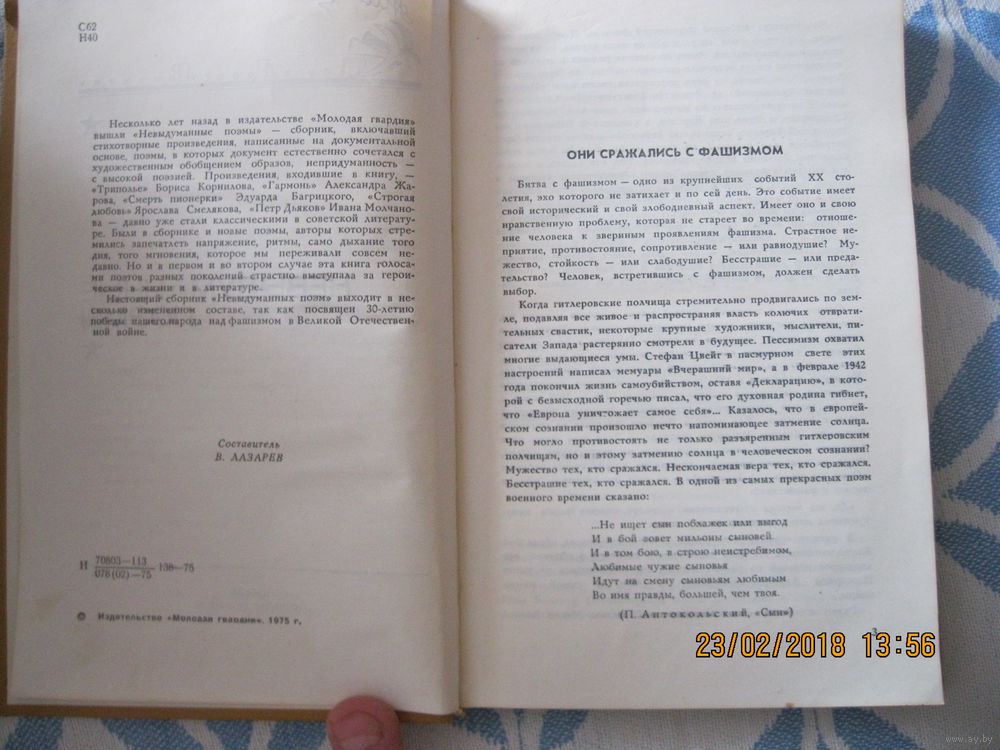 С62
Н40
Несколько лет назад в издательстве «Молодая гвардия»
вышли «Невыдуманные поэмы» — сборник, включавший
стихотворные произведения, написанные на документальной
основе, поэмы, в которых документ естественно сочетался с
художественным обобщением образов, непридуманность —
с высокой поэзией. Произведения, входившие в книгу, —
«Триполье» Бориса Корнилова, «Гармонь» Александра Жа-
рова, «Смерть пионерки» Эдуарда Багрицкого, «Строгая
любовь» Ярослава Смелякова, «Петр Дьяков» Ивана Молчано-
ва — давно уже стали классическими в советской литерату-
ре. Были в сборнике и новые поэмы, авторы которых стре-
мились запечатлеть напряжение, ритмы, само дыхание того
дня, того мгновения, которое мы переживали совсем не-
давно. Но и в первом и во втором случае эта книга голоса-
ми поэтов разных поколений страстно выступала за герои-
ческое в жизни и в литературе.
Настоящий сборник «Невыдуманных поэм» выходит в не-
сколько измененном составе, так как посвящен 30-летию
победы нашего народа над фашизмом в Великой Отечествен-
ной войне.
Составитель
В. ЛАЗАРЕВ
И 70803—113 138—75
078(02)—75
© Издательство «Молодая гвардия», 1975 г.
ОНИ СРАЖАЛИСЬ С ФАШИЗМОМ
Битва с фашизмом — одно из крупнейших событий XX сто-
летия, эхо которого не затихает и по сей день. Это событие имеет
свой исторический и свой злободневный аспект. Имеет оно и свою
нравственную проблему, которая не стареет во времени: отноше-
ние человека к звериным проявлениям фашизма. Страстное не-
приятие, противостояние, сопротивление — или равнодушие? Му-
жество, стойкость — или слабодушие? Бесстрашие — или преда-
тельство? Человек, встретившись с фашизмом, должен сделать
выбор.
Когда гитлеровские полчища стремительно продвигались по зем-
ле, подавляя все живое и распространяя власть колючих отврати-
тельных свастик, некоторые крупные художники, мыслители, пи-
сатели Запада растерянно смотрели в будущее. Пессимизм охватил
многие выдающиеся умы. Стефан Цвейг в пасмурном свете этих
настроений написал мемуары «Вчерашний мир», а в феврале 1942
года покончил жизнь самоубийством, оставя «Декларацию», в кото-
рой с безысходной горечью писал, что его духовная родина гибнет,
что «Европа уничтожает самое себя»... Казалось, что в европей-
ском сознании произошло нечто напоминающее затмение солнца.
Что могло противостоять не только разъяренным гитлеровским
полчищам, но и этому затмению солнца в человеческом сознании?
Мужество тех, кто сражался. Нескончаемая вера тех, кто сражался.
Бесстрашие тех, кто сражался. В одной из самых прекрасных поэм
военного времени сказано:
...Не ищет сын поблажек или выгод
И в бой зовет мильоны сыновей.
И в том бою, в строю неистребимом,
Любимые чужие сыновья
Идут на смену сыновьям любимым
Во имя правды, большей, чем твоя.
(П. Антокольский, «Сын»)
3
23/02/2018 13:56
www.ay.by